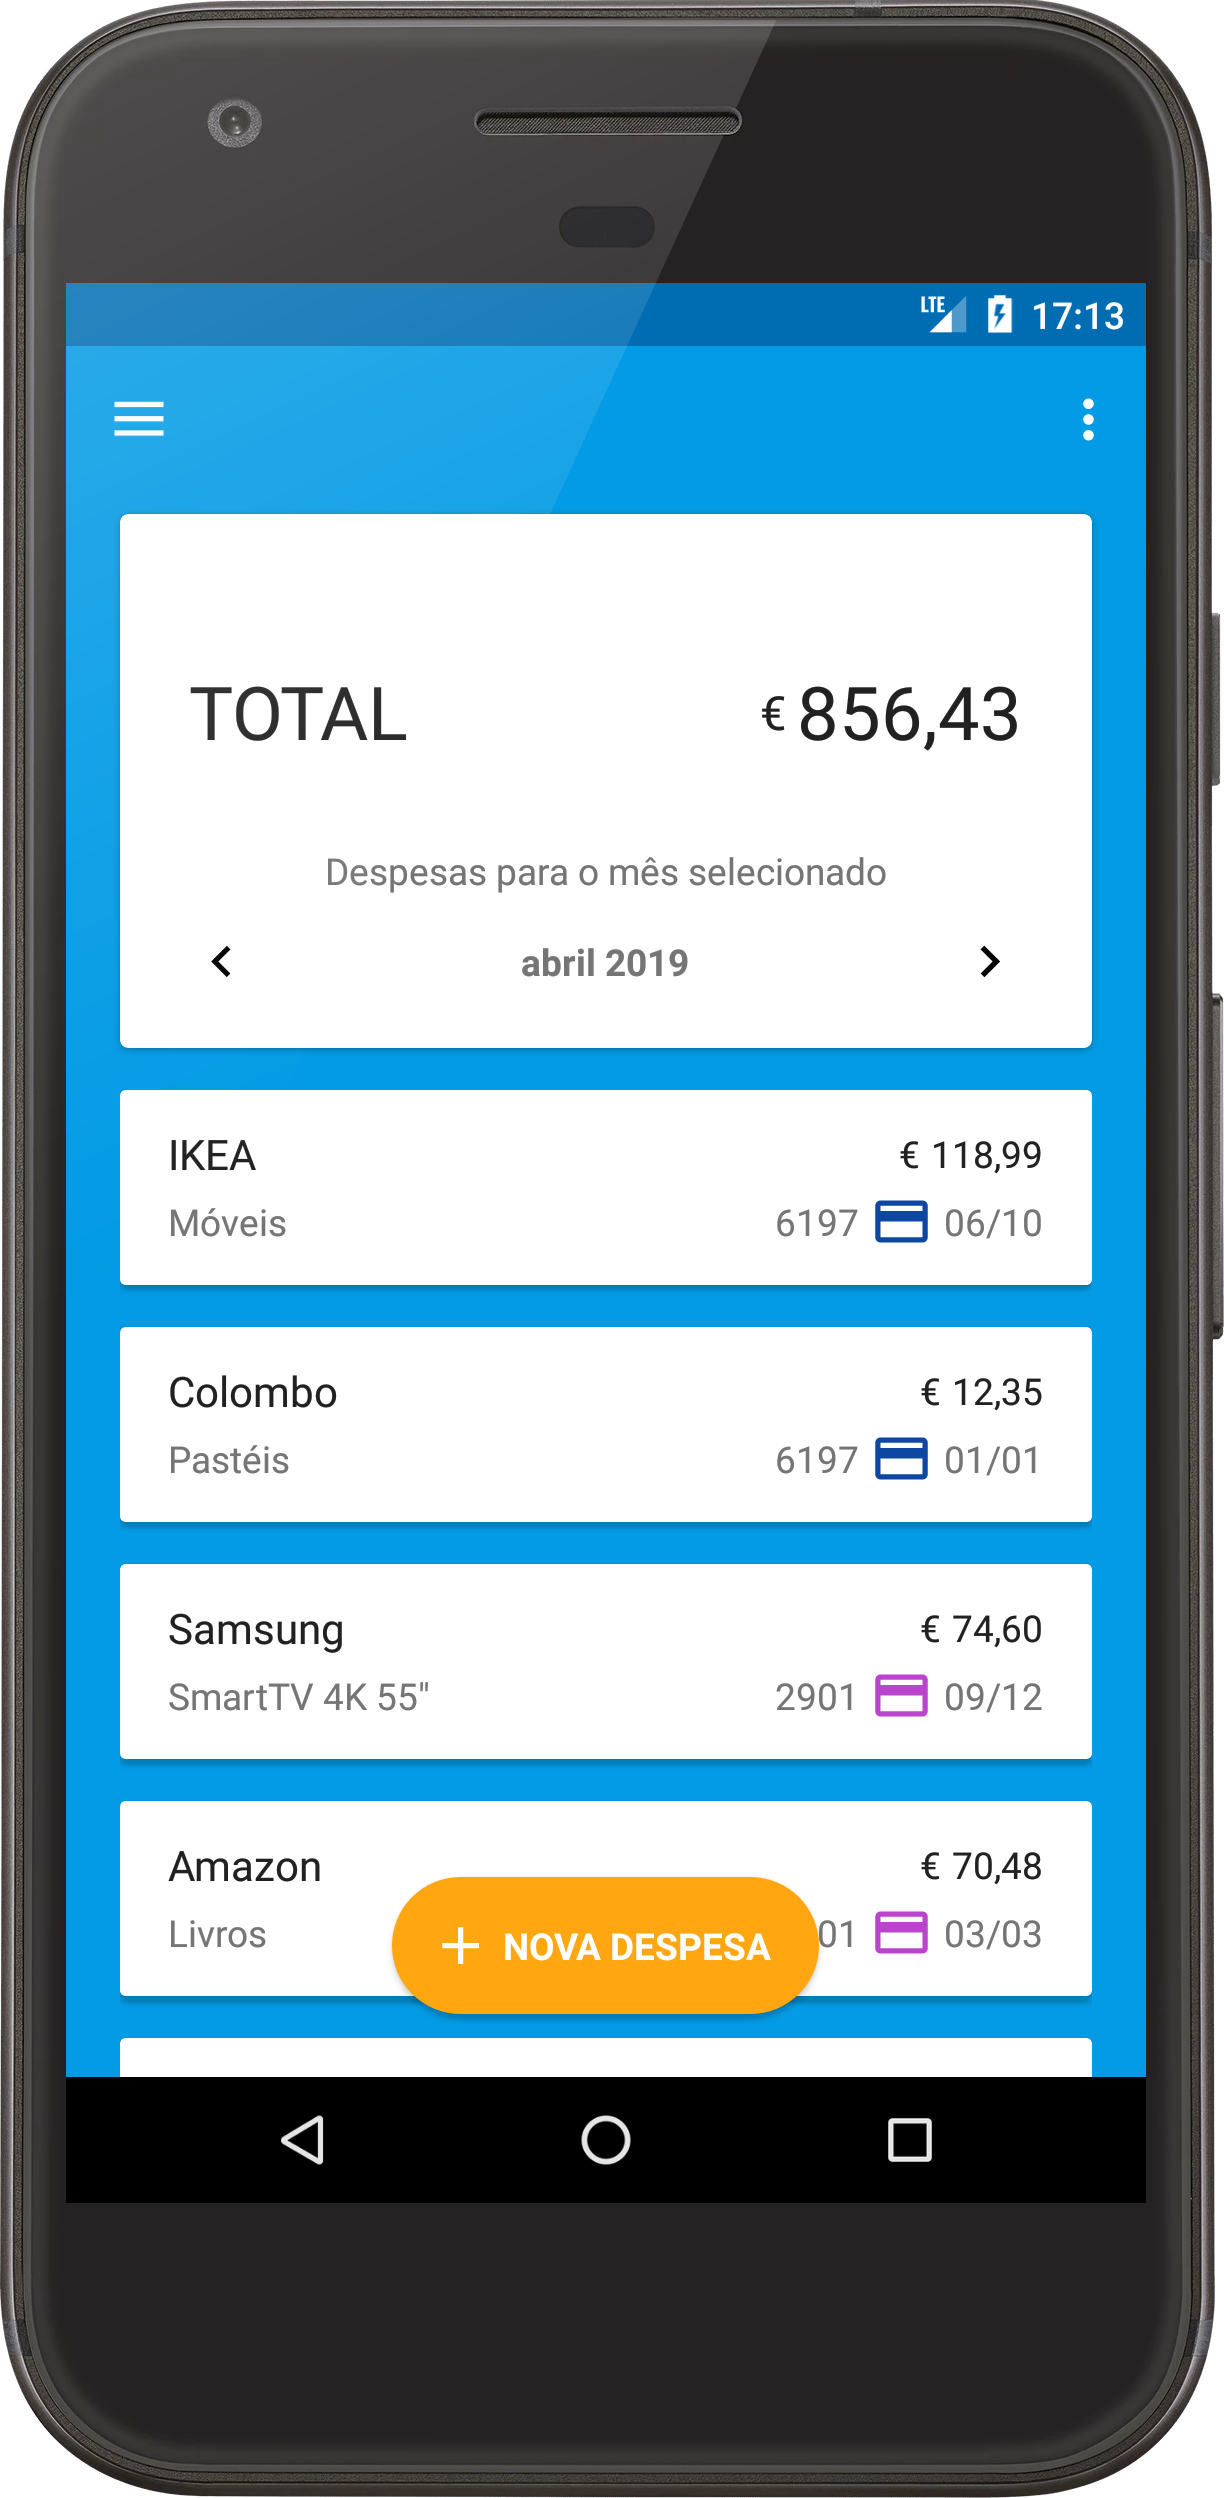 LTE 17:13
TOTAL € 856,43
Despesas para o mês selecionado
abril 2019
IKEA € 118,99
Móveis 6197 06/10
Colombo € 12,35
Pastéis 6197 01/01
Samsung € 74,60
SmartTV 4K 55" 2901 09/12
Amazon € 70,48
Livros 01 03/03
+ NOVA DESPESA